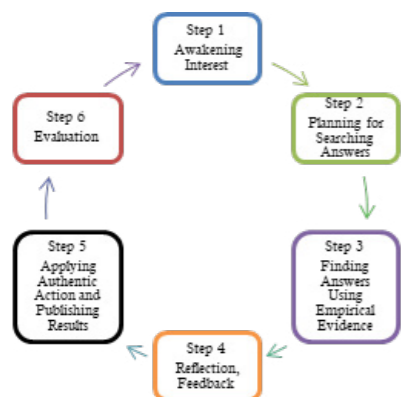 Step 1
Awakening
Interest
Step 2
Planning for
Searching
Answers
Step 3
Finding
Answers
Using
Empirical
Evidence
Step 4
Reflection,
Feedback
Step 5
Applying
Authentic
Action and
Publishing
Results
Step 6
Evaluation